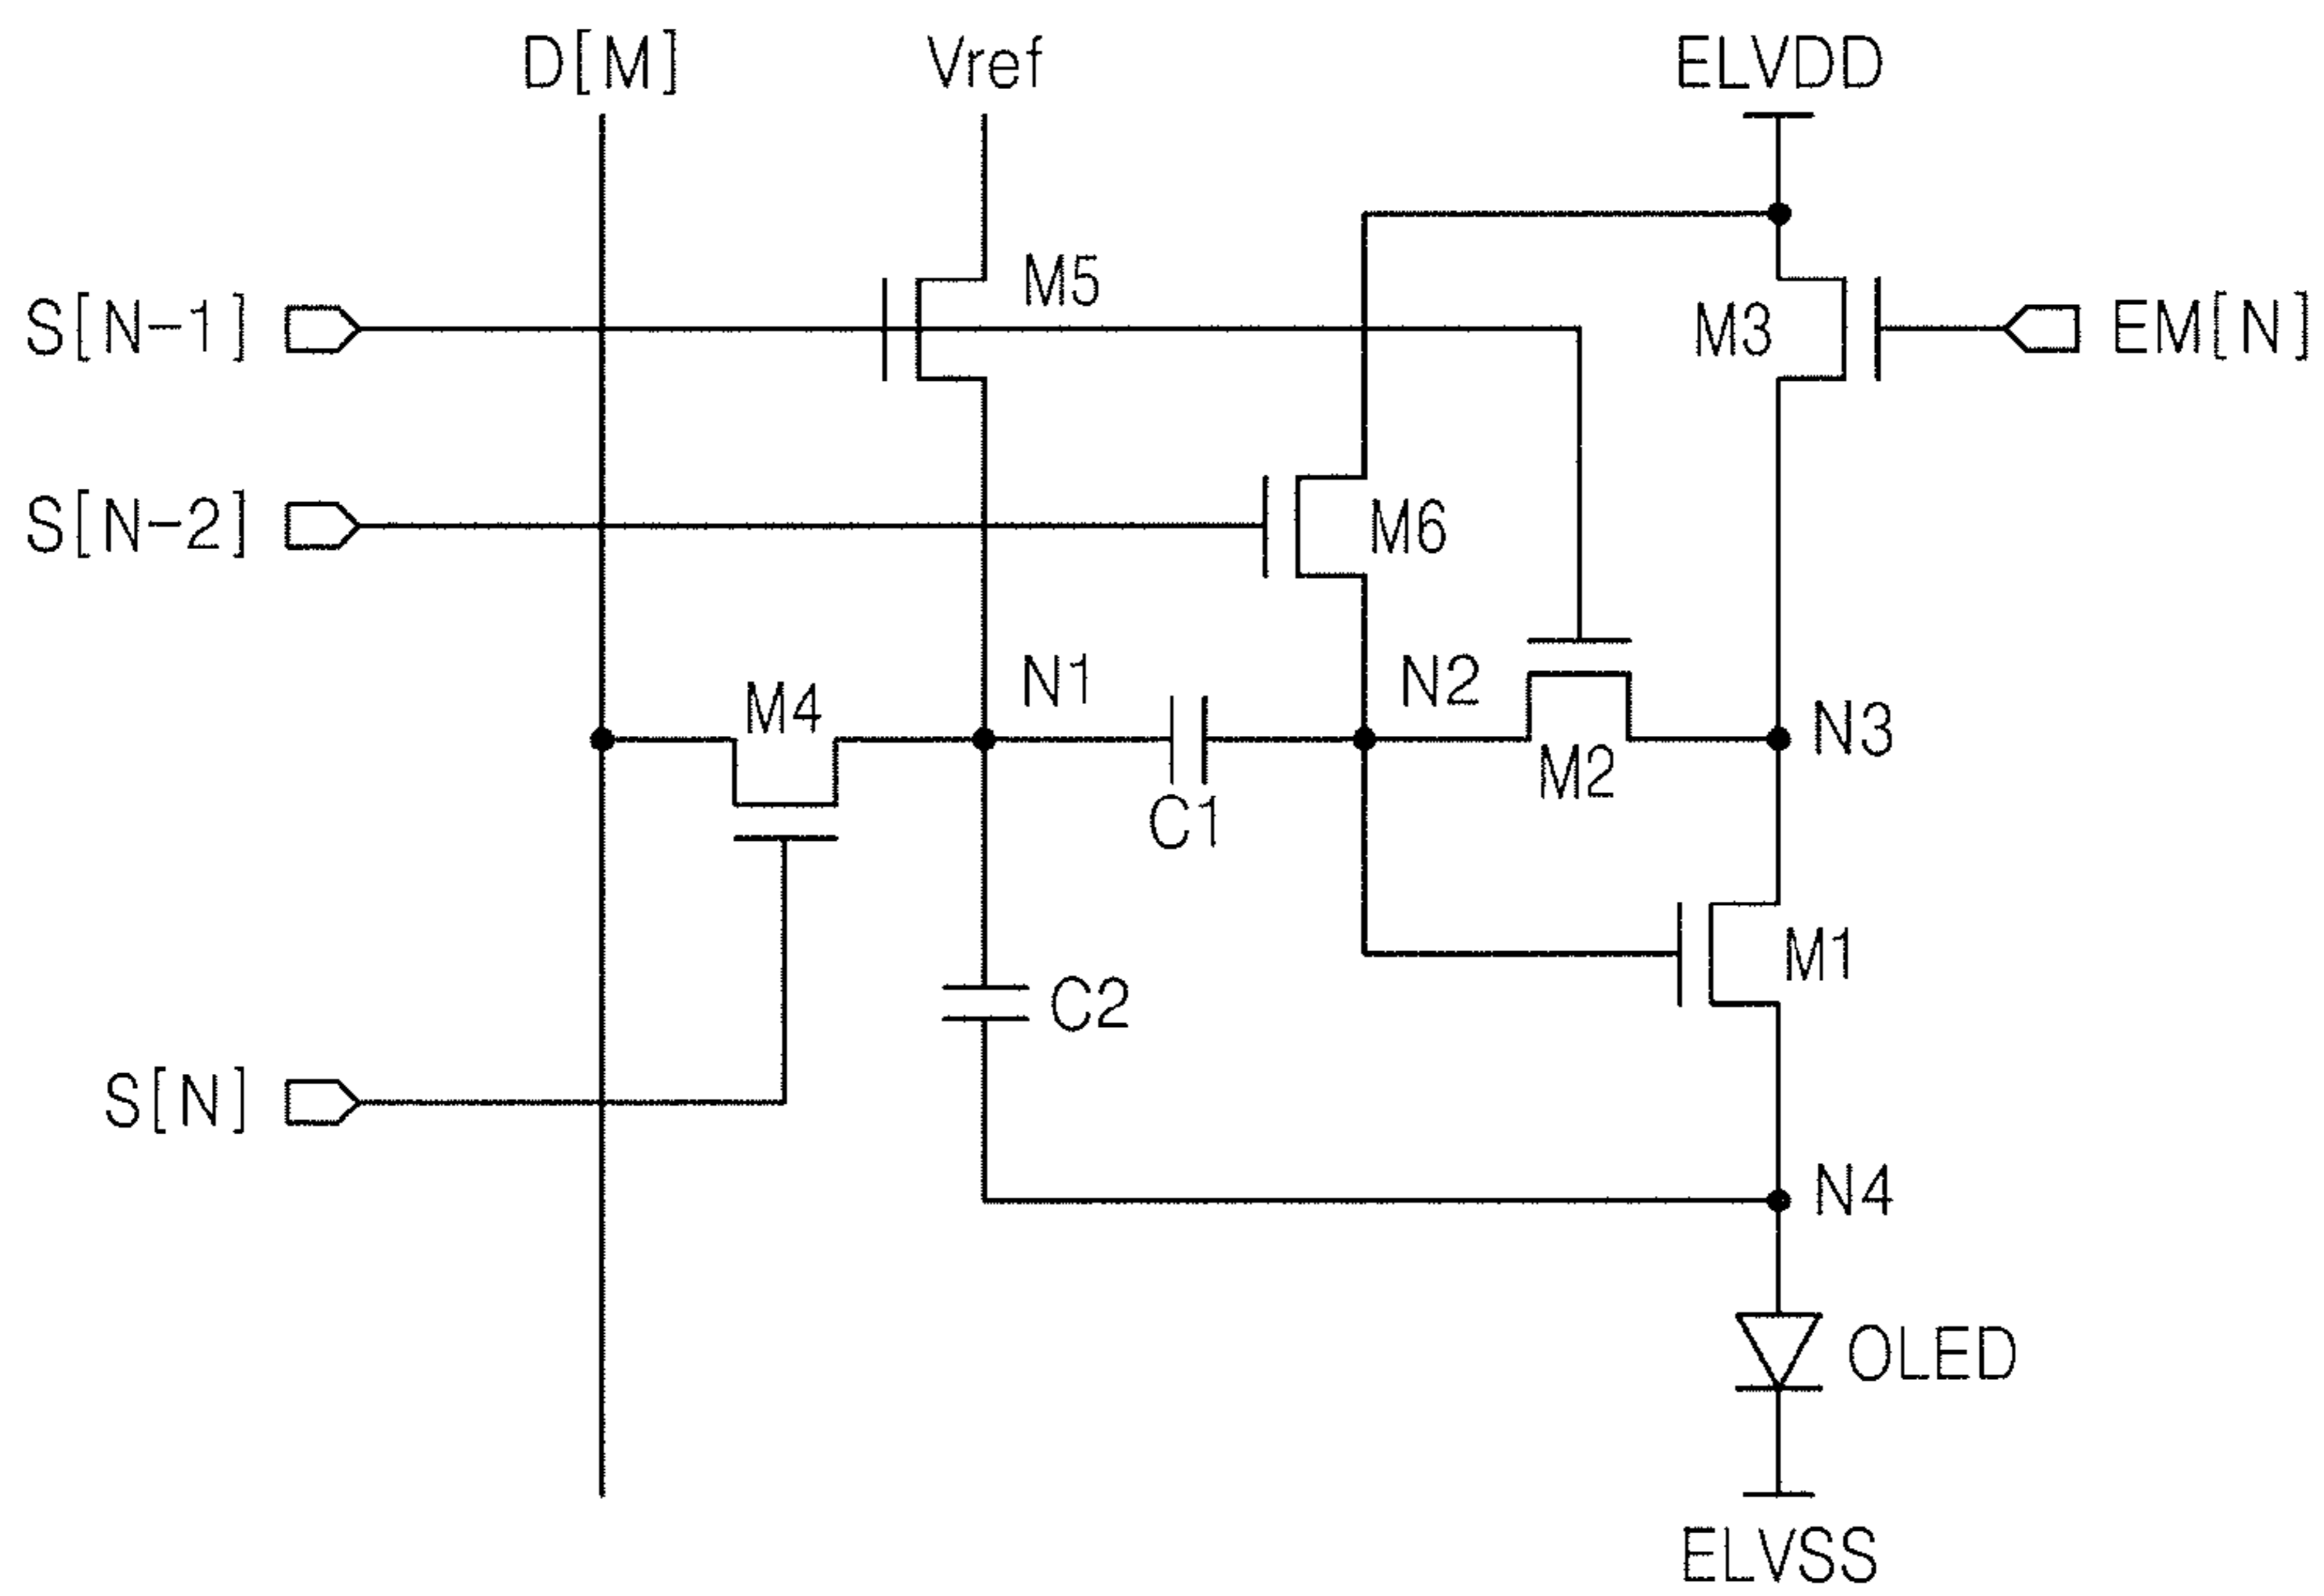 D[M]
Vref
ELVDD
M5
S[N-1]
M3
EM[N]
S[N-2]
M6
N1
N2
M4
N3
M2
C1
M1
C2
S[N]
N4
OLED
ELVSS